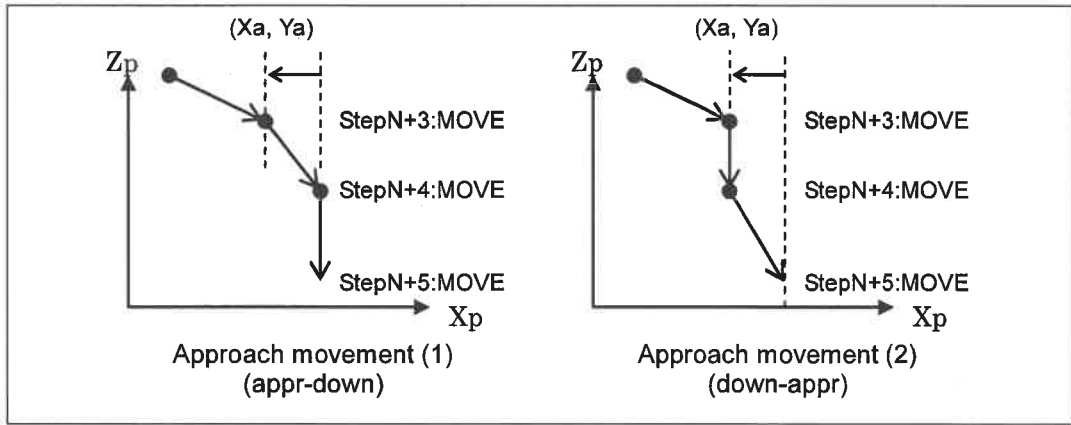 (Xa, Ya)
Zp
StepN+3:MOVE
StepN+4:MOVE
StepN+5:MOVE
Xp
Approach movement (1)
(appr-down)
(Xa, Ya)
Zp
StepN+3:MOVE
StepN+4:MOVE
StepN+5:MOVE
Xp
Approach movement (2)
(down-appr)